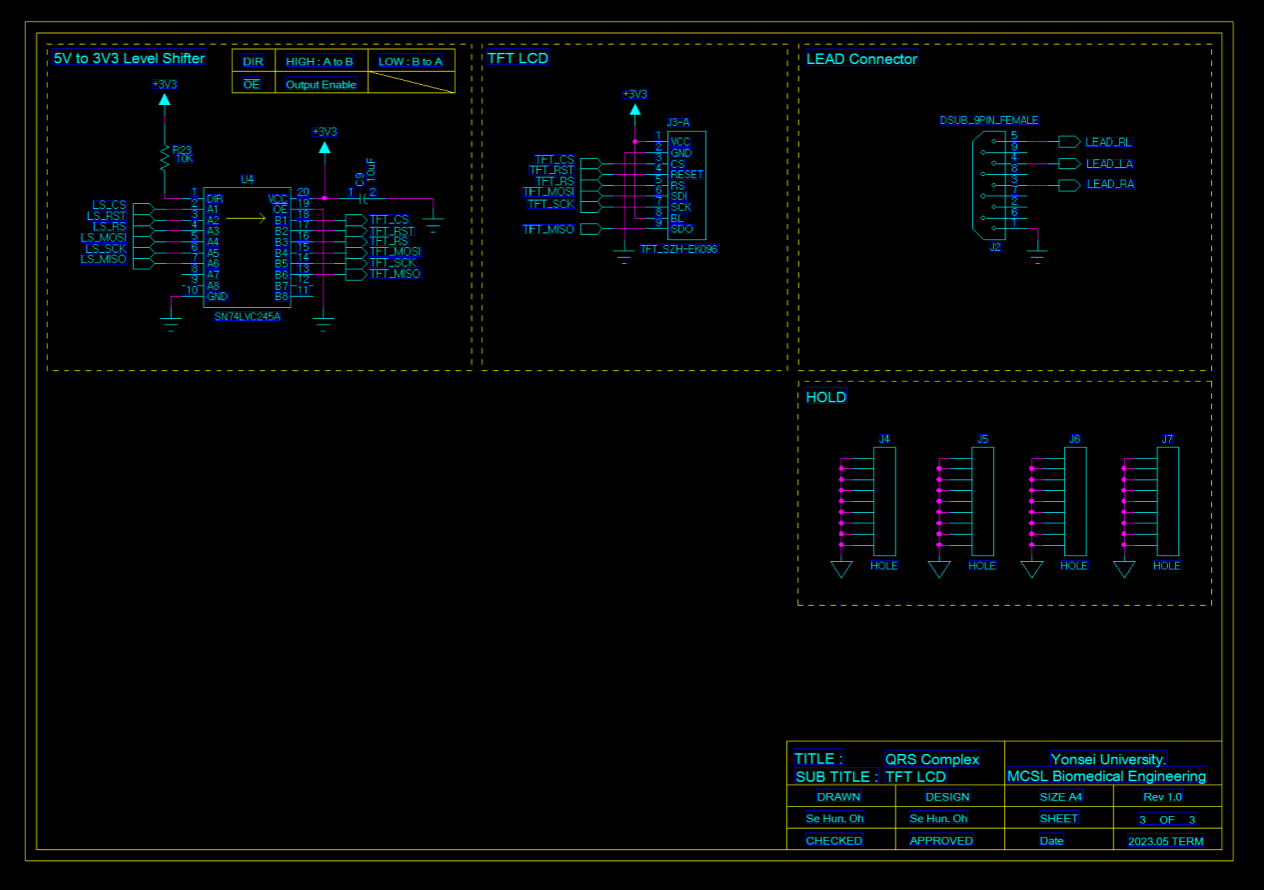 5V to 3V3 Level Shifter
DIR HIGH : A to B LOW : B to A
OE Output Enable
+3V3
R23
10K
+3V3
C9
10uF
1 2
U4
1 DIR
2 A1
3 A2
4 A3
5 A4
6 A5
7 A6
8 A7
9 A8
10 GND
VCC 20
OE 19
B1 18
B2 17
B3 16
B4 15
B5 14
B6 13
B7 12
B8 11
LS_CS
LS_RST
LS_RS
LS_MOSI
LS_SCK
LS_MISO
TFT_CS
TFT_RST
TFT_RS
TFT_MOSI
TFT_SCK
TFT_MISO
SN74LVC245A
TFT LCD
+3V3
J3-A
1 VCC
2 GND
3 CS
4 RESET
5 RS
6 SDI
7 SCK
8 BL
9 SDO
TFT_CS
TFT_RST
TFT_RS
TFT_MOSI
TFT_SCK
TFT_MISO
TFT_SZH-EK096
LEAD Connector
DSUB_9PIN_FEMALE
5
9
4
8
3
7
2
6
1
LEAD_RL
LEAD_LA
LEAD_RA
J2
HOLD
J4 J5 J6 J7
HOLE HOLE HOLE HOLE
TITLE : QRS Complex Yonsei University.
SUB TITLE : TFT LCD MCSL Biomedical Engineering
DRAWN DESIGN SIZE A4 Rev 1.0
Se Hun. Oh Se Hun. Oh SHEET 3 OF 3
CHECKED APPROVED Date 2023.05 TERM